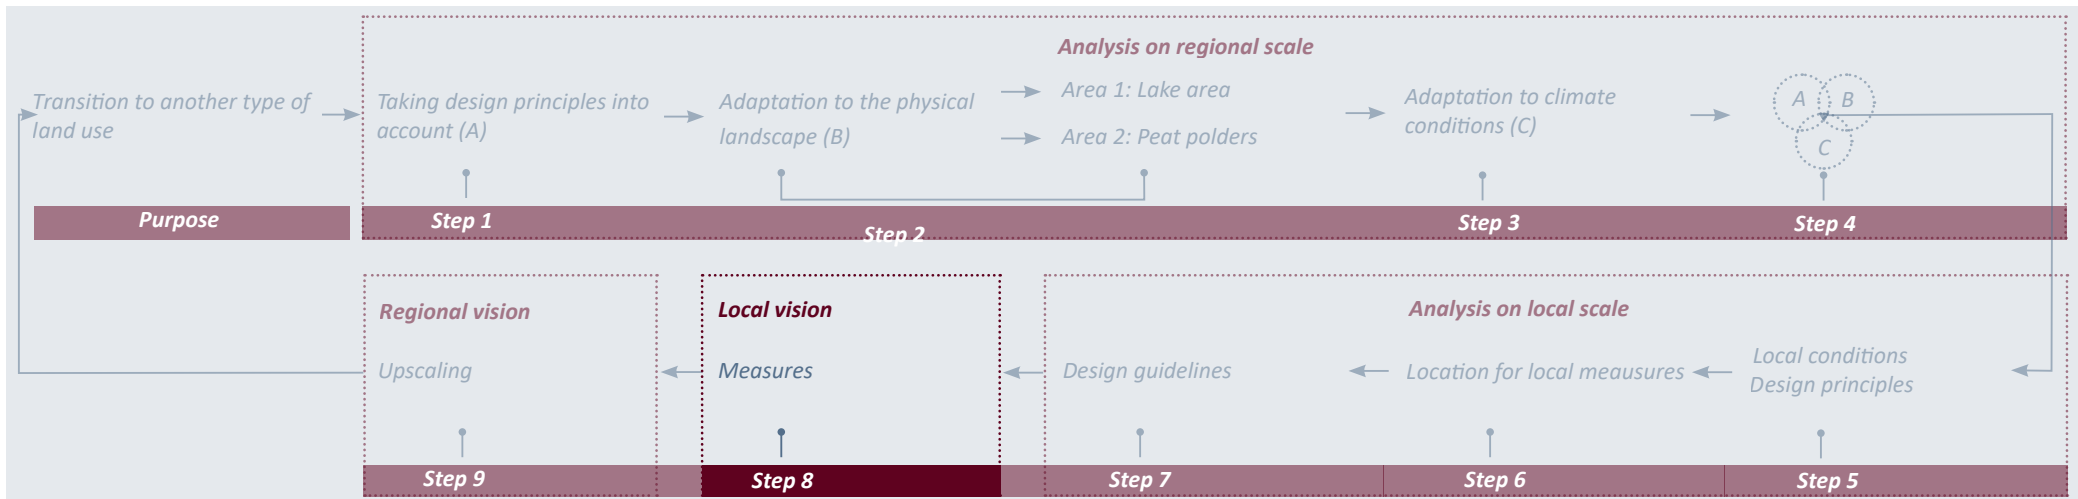 Analysis on regional scale
Transition to another type of
land use
Taking design principles into
account (A)
Adaptation to the physical
landscape (B)
Area 1: Lake area
Area 2: Peat polders
Adaptation to climate
conditions (C)
A
B
C
Purpose
Step 1
Step 2
Step 3
Step 4
Regional vision
Local vision
Analysis on local scale
Upscaling
Measures
Design guidelines
Location for local meausures
Local conditions
Design principles
Step 9
Step 8
Step 7
Step 6
Step 5